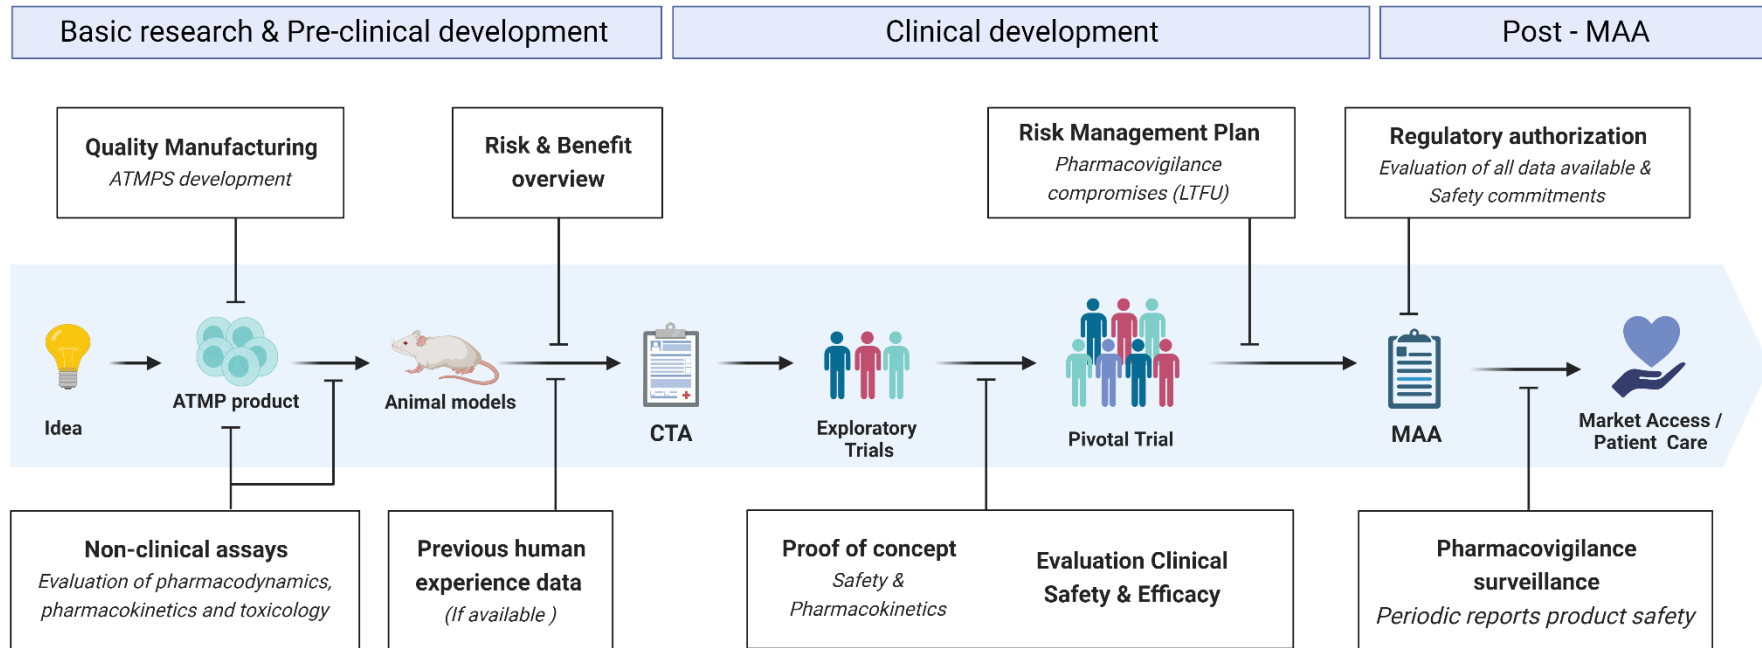 Basic research & Pre-clinical development
Clinical development
Post - MAA
Quality Manufacturing
ATMPS development
Risk & Benefit
overview
Risk Management Plan
Pharmacovigilance
compromises (LTFU)
Regulatory authorization
Evaluation of all data available &
Safety commitments
Idea
ATMP product
Animal models
CTA
Exploratory
Trials
Pivotal Trial
MAA
Market Access /
Patient Care
Non-clinical assays
Evaluation of pharmacodynamics,
pharmacokinetics and toxicology
Previous human
experience data
(If available )
Proof of concept
Safety &
Pharmacokinetics
Evaluation Clinical
Safety & Efficacy
Pharmacovigilance
surveillance
Periodic reports product safety